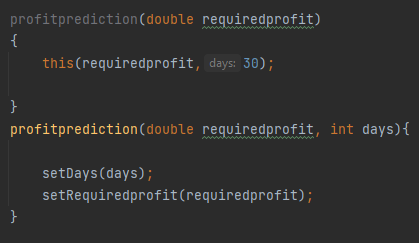 profitprediction(double requiredprofit)
{
this(requiredprofit, days: 30);
}
profitprediction(double requiredprofit, int days){
setDays(days);
setRequiredprofit(requiredprofit);
}